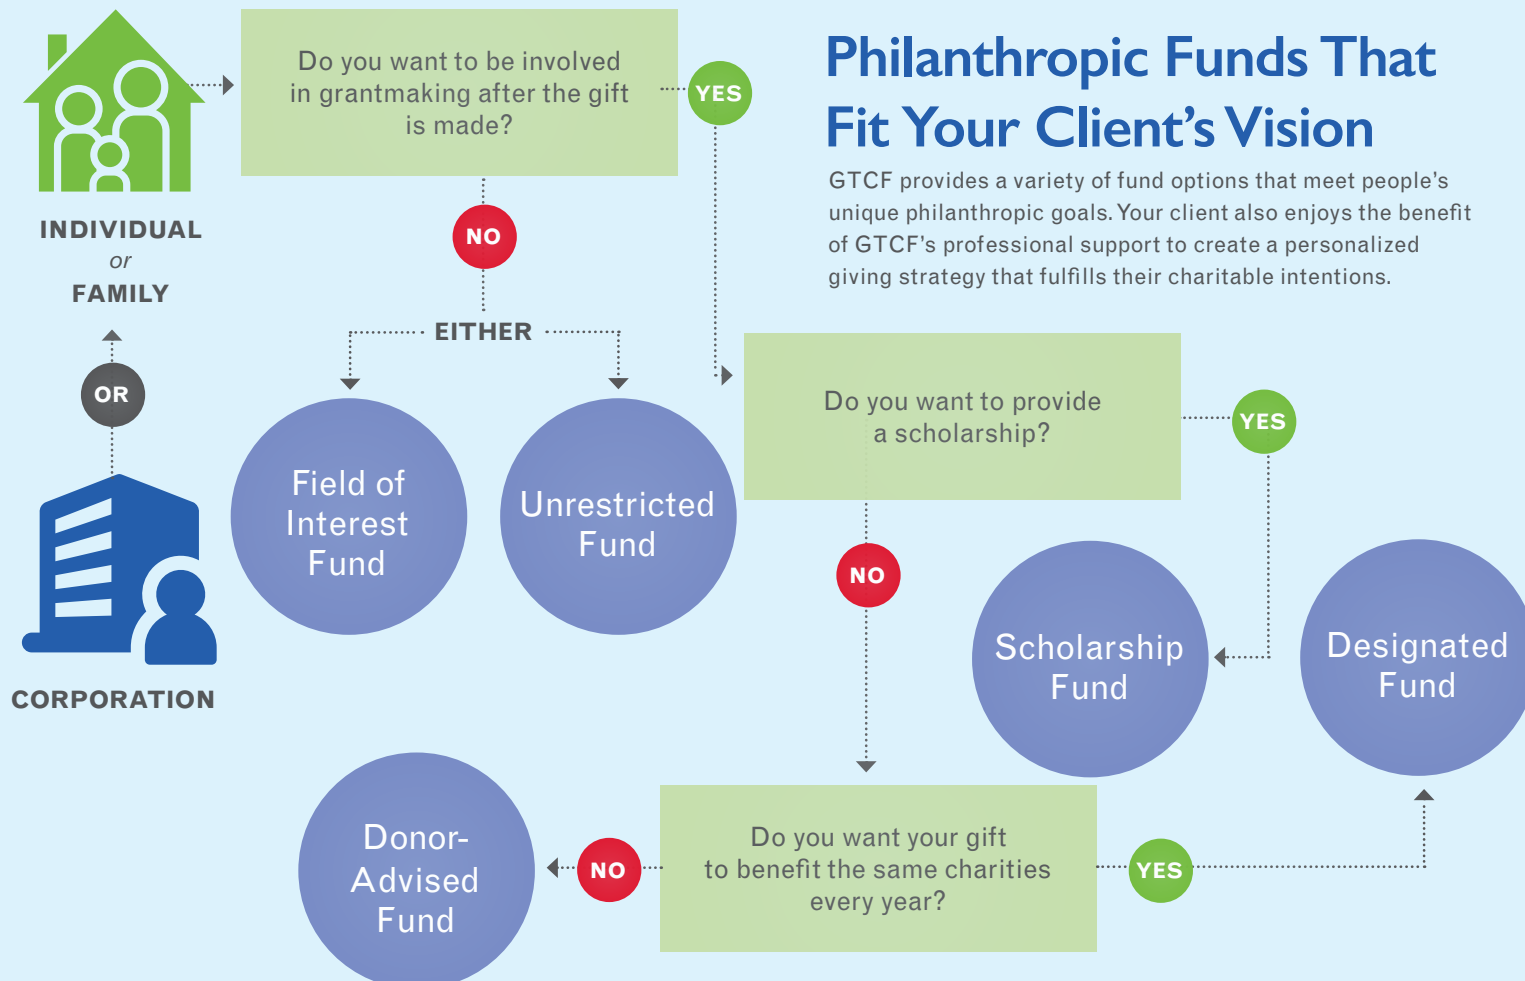 Philanthropic Funds That
Fit Your Client's Vision
GTCF provides a variety of fund options that meet people's
unique philanthropic goals. Your client also enjoys the benefit
of GTCF's professional support to create a personalized
giving strategy that fulfills their charitable intentions.
INDIVIDUAL
or
FAMILY
OR
CORPORATION
Do you want to be involved
in grantmaking after the gift
is made?
YES
NO
EITHER
Field of
Interest
Fund
Unrestricted
Fund
Do you want to provide
a scholarship?
YES
NO
Scholarship
Fund
Designated
Fund
Do you want your gift
to benefit the same charities
every year?
YES
NO
Donor-
Advised
Fund